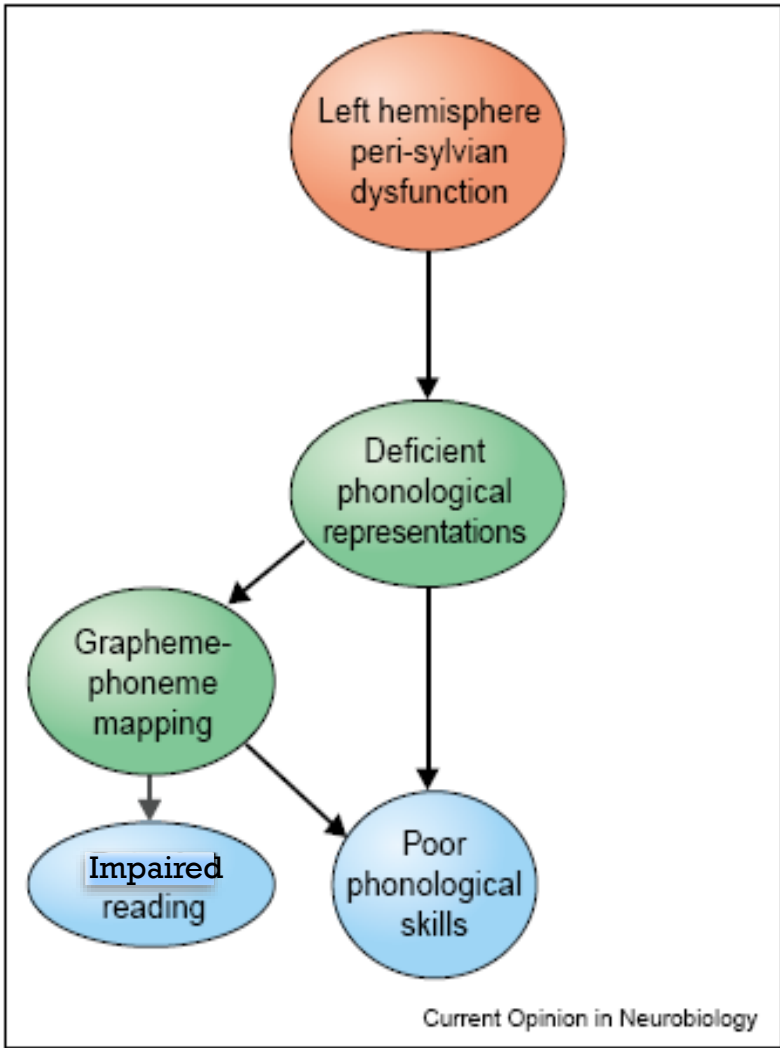 Left hemisphere
peri-sylvian
dysfunction
Deficient
phonological
representations
Grapheme-
phoneme
mapping
Impaired
reading
Poor
phonological
skills
Current Opinion in Neurobiology